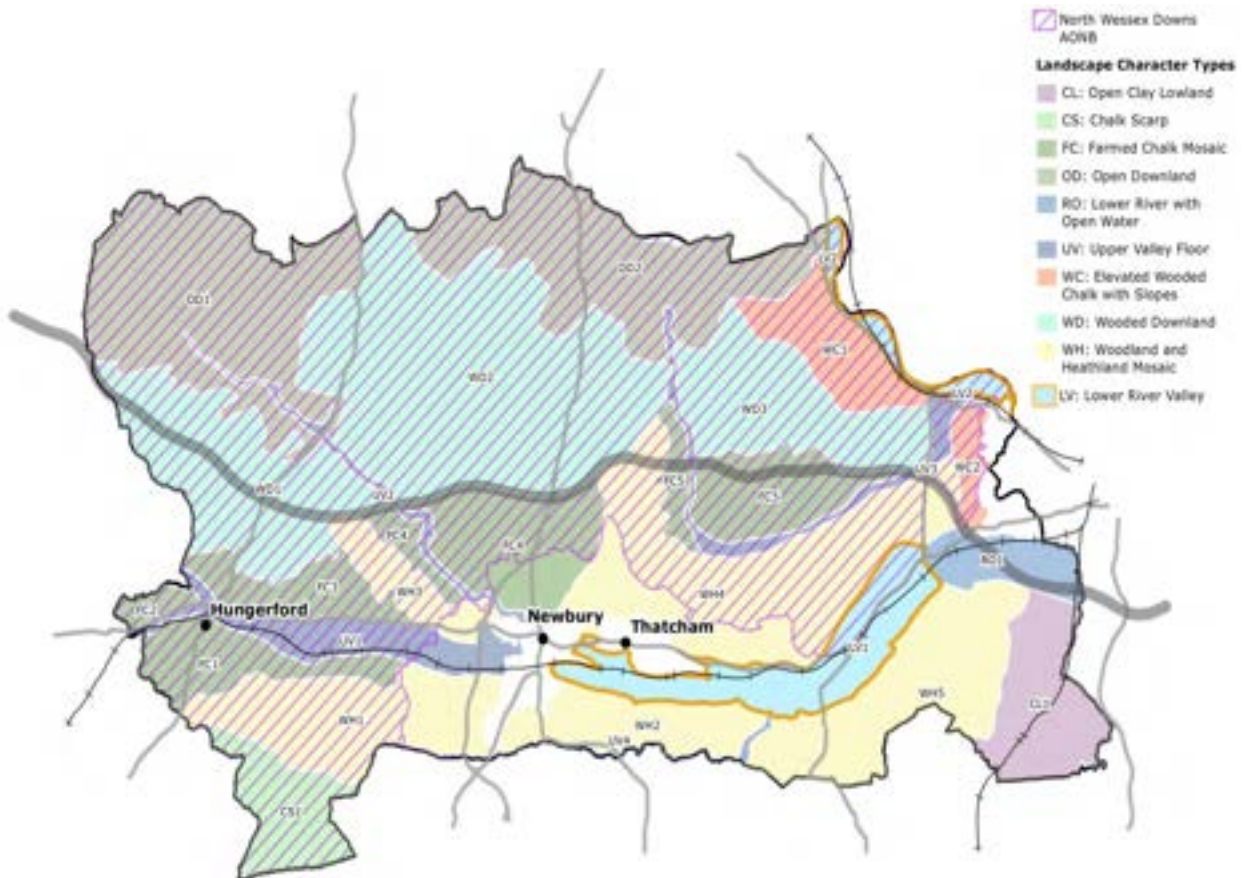 North Wessex Downs
AONB
Landscape Character Types
CL: Open Clay Lowland
CS: Chalk Scarp
FC: Farmed Chalk Mosaic
OD: Open Downland
RO: Lower River with
Open Water
UV: Upper Valley Floor
WC: Elevated Wooded
Chalk with Slopes
WD: Wooded Downland
WH: Woodland and
Heathland Mosaic
LV: Lower River Valley
OD2
OD1
WC1
WD2
WD3
LV2
WD1
UV2
FC5
FC5
UV3
WC2
FC4
FC4
FC3
WH3
WH4
FC2
Hungerford
Newbury
Thatcham
UV1
LV1
FC1
WH1
WH2
WH5
UV4
CS1